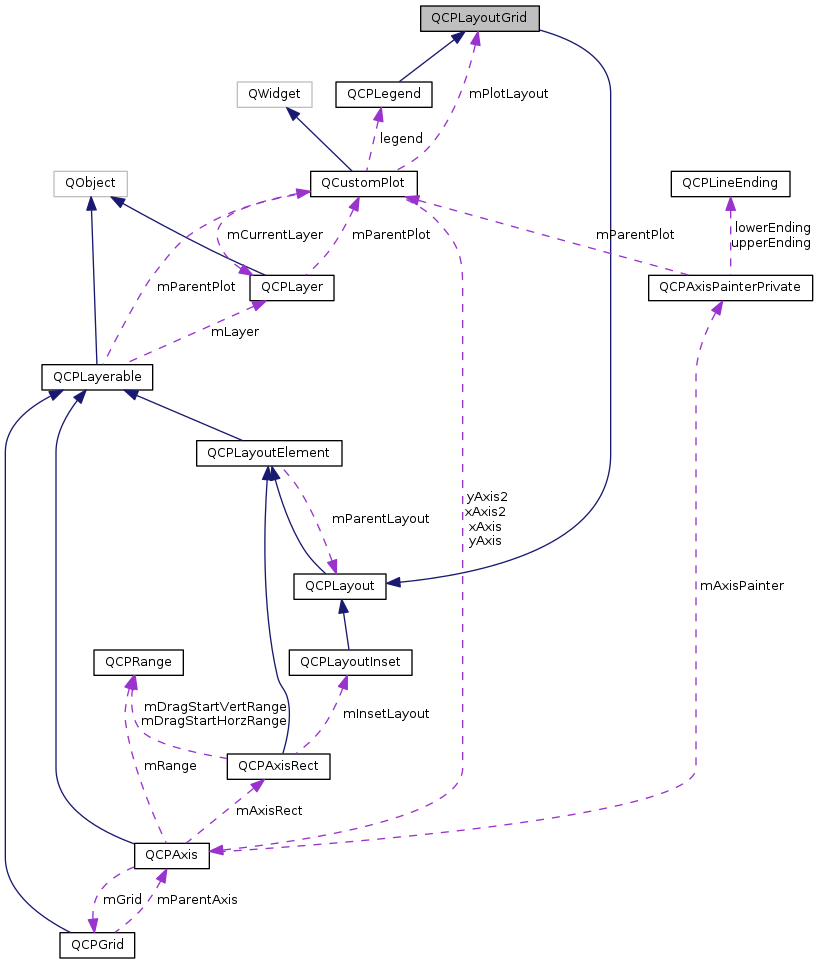 QCPLayoutGrid
QWidget
QCPLegend
mPlotLayout
legend
QObject
QCustomPlot
QCPLineEnding
mCurrentLayer
mParentPlot
mParentPlot
lowerEnding
upperEnding
mParentPlot
QCPLayer
QCPAxisPainterPrivate
mLayer
QCPLayerable
QCPLayoutElement
yAxis2
xAxis2
xAxis
yAxis
mParentLayout
QCPLayout
mAxisPainter
QCPRange
QCPLayoutInset
mDragStartVertRange
mDragStartHorzRange
mInsetLayout
mRange
QCPAxisRect
mAxisRect
QCPAxis
mGrid
mParentAxis
QCPGrid